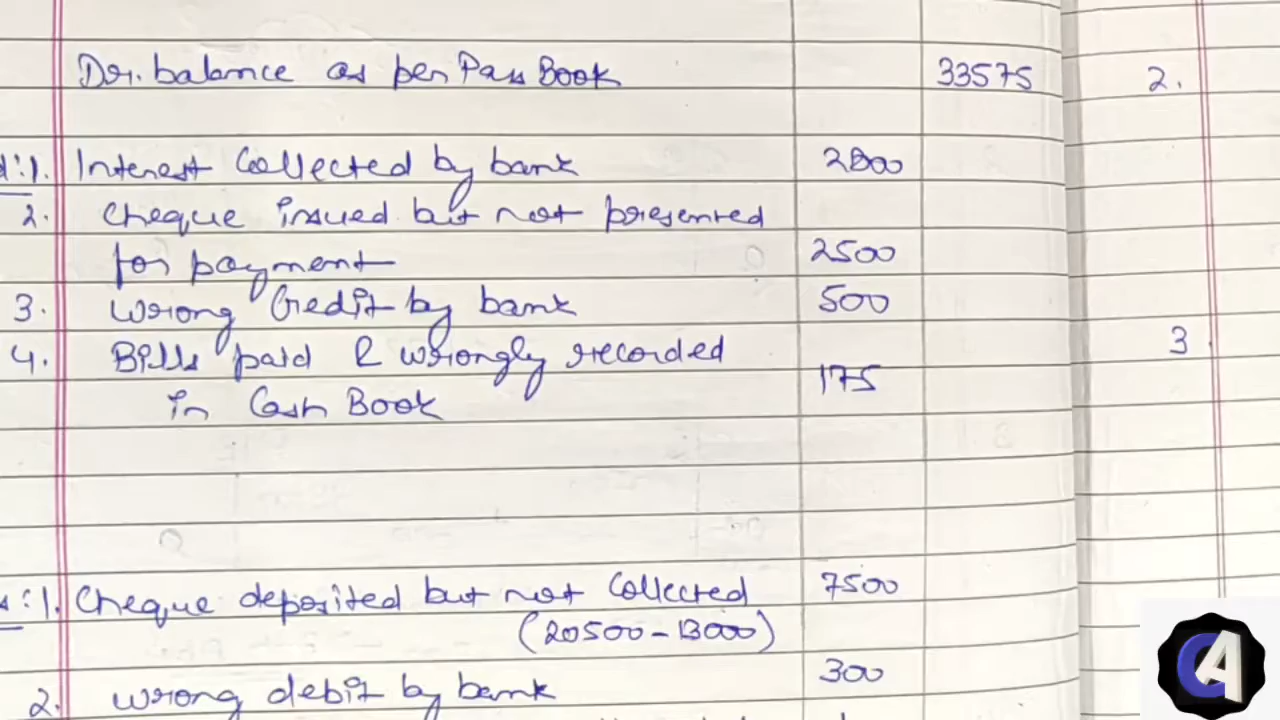 Dr. balance as per Pass Book 33575 2.
d:1. Interest Collected by bank 2800
2. Cheque issued but not presented
for payment 2500
3. Wrong Credit by bank 500
4. Bills paid & wrongly recorded 3.
in Cash Book 175
s:1. Cheque deposited but not Collected 7500
(20500-13000)
2. Wrong debit by bank 300
CA